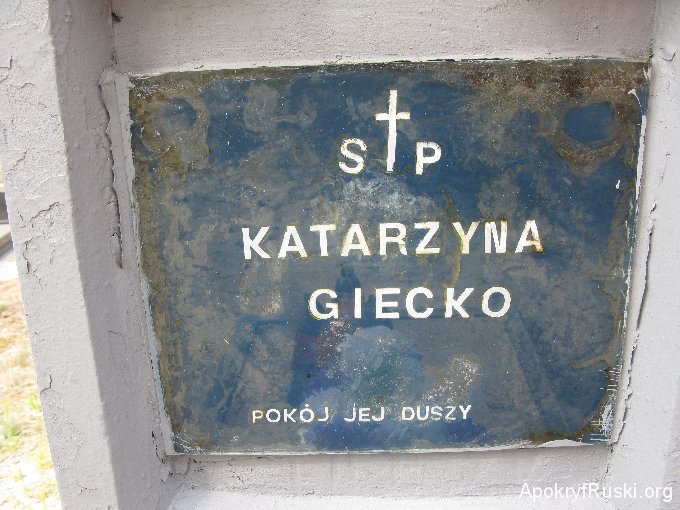 S P
KATARZYNA
GIECKO
POKÓJ JEJ DUSZY
ApokryfRuski.org